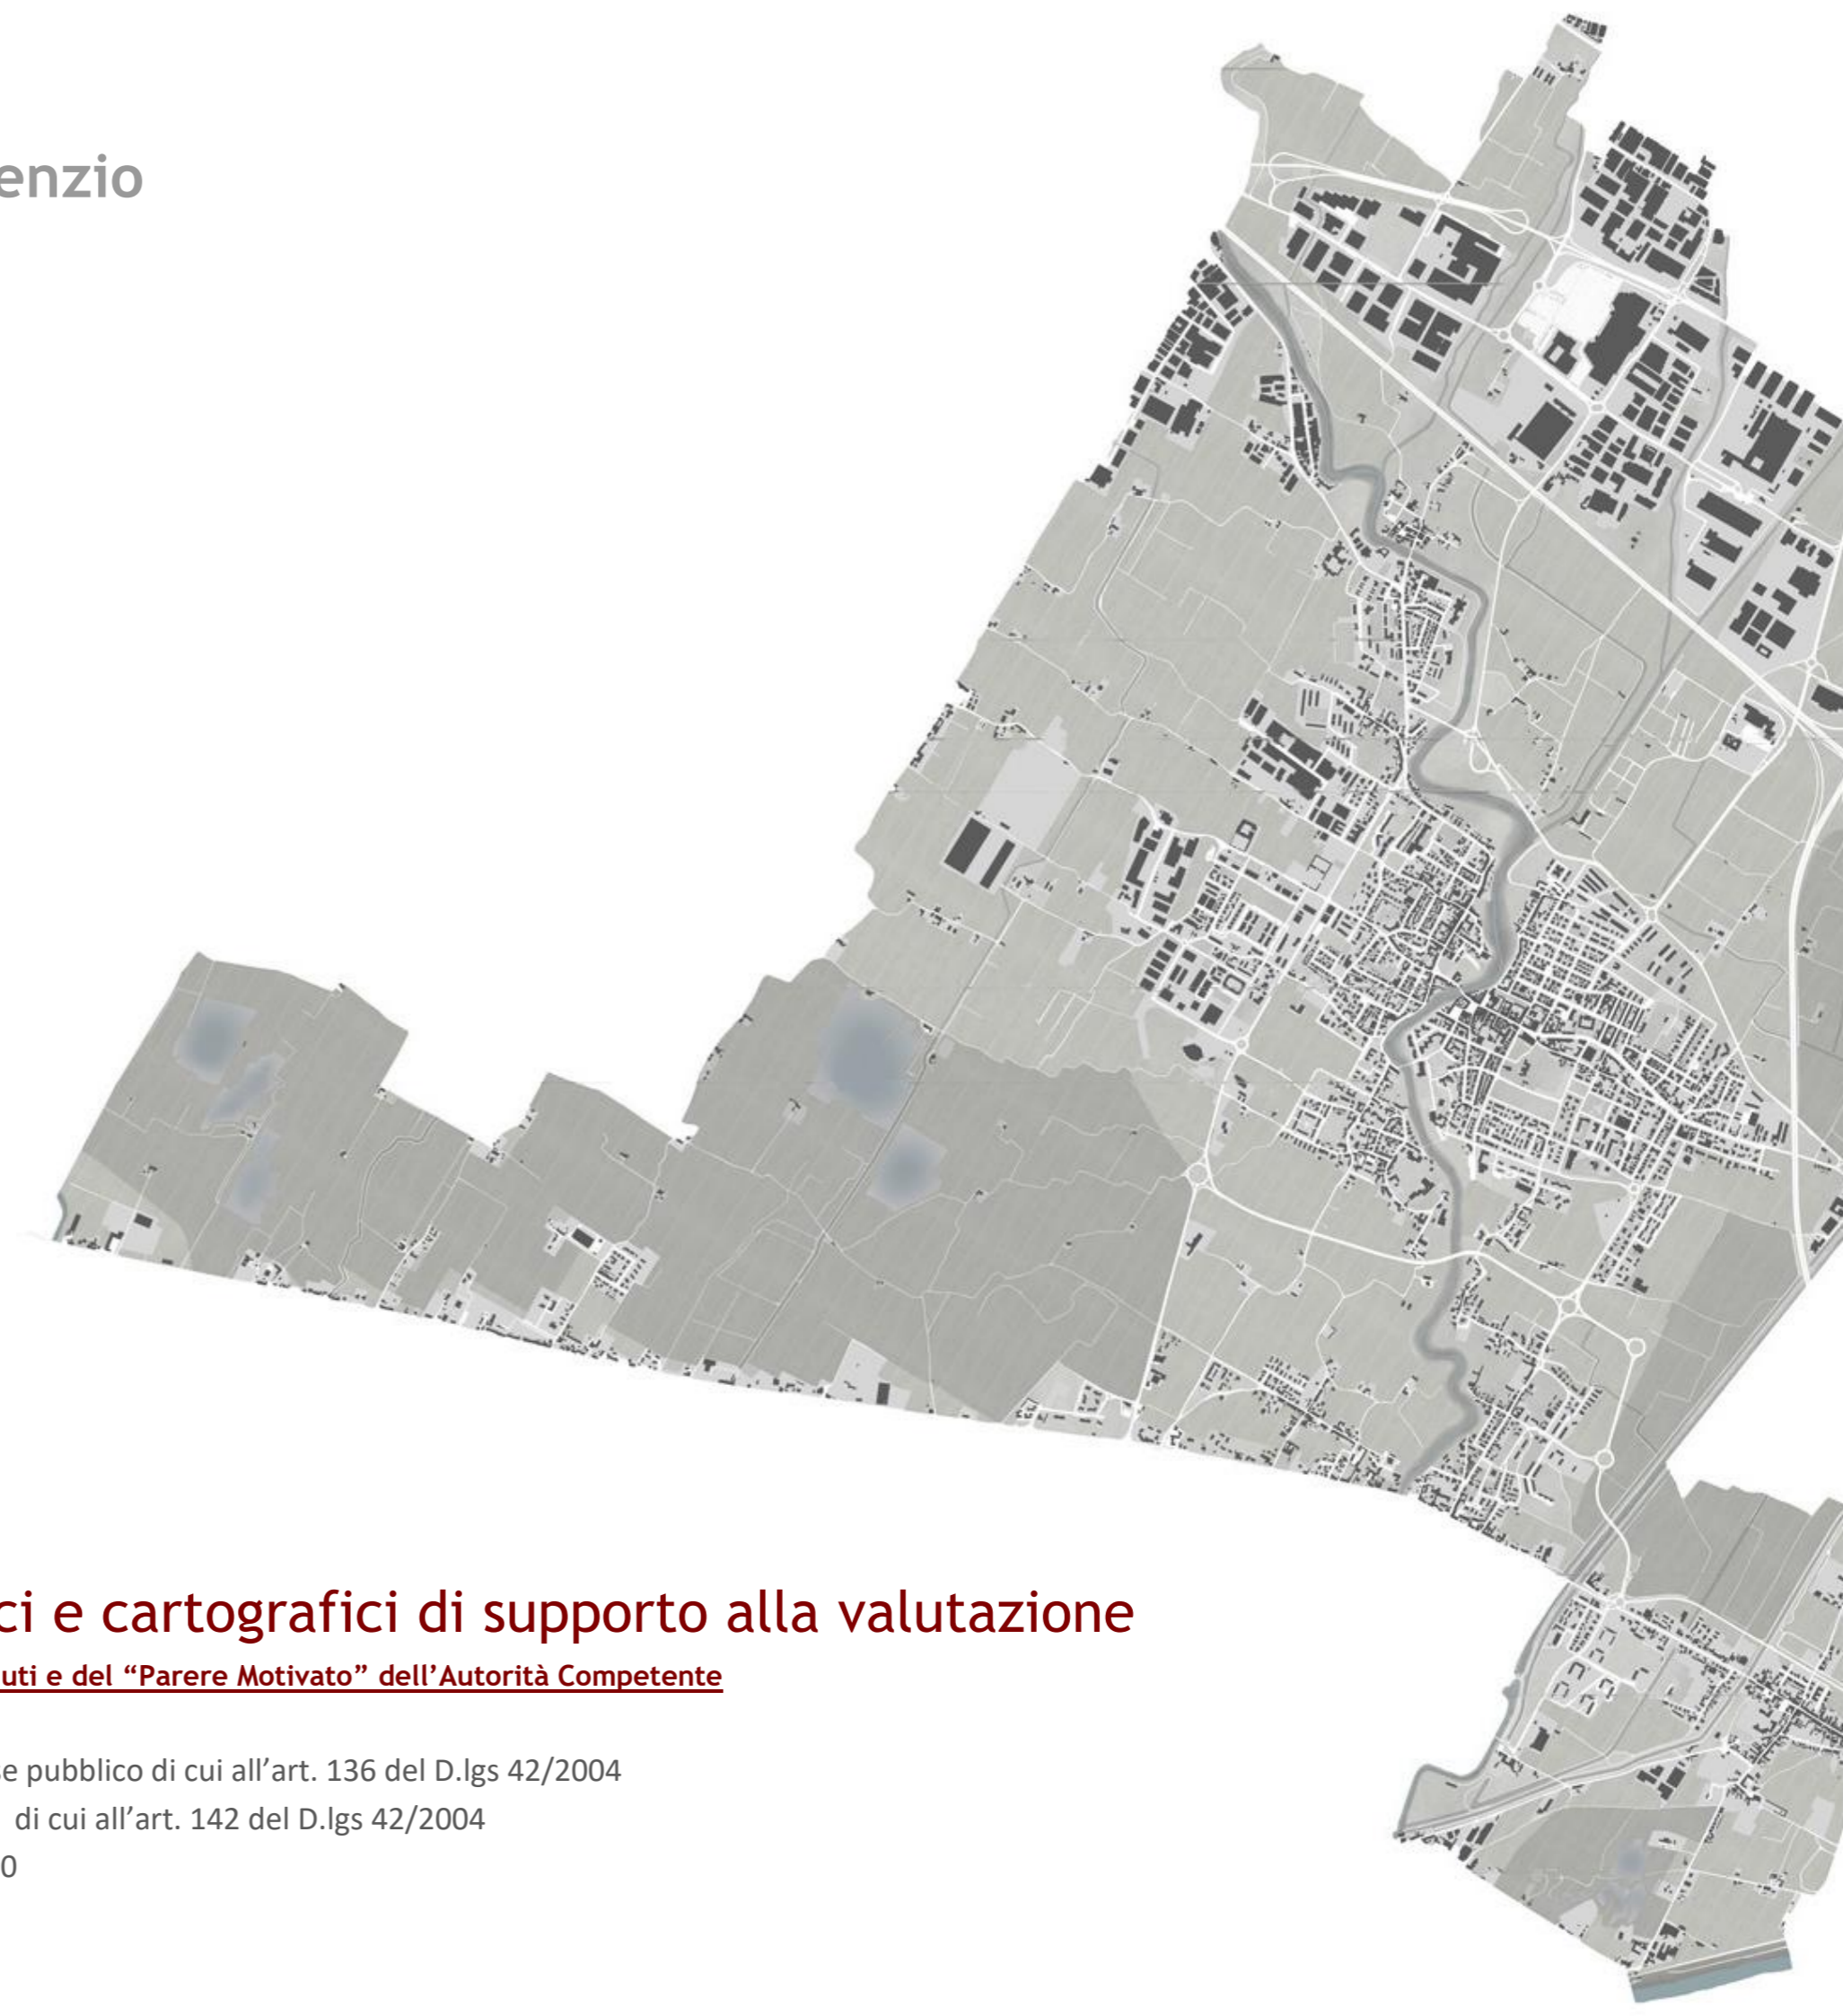 enzio
ci e cartografici di supporto alla valutazione
uti e del “Parere Motivato” dell’Autorità Competente
e pubblico di cui all’art. 136 del D.lgs 42/2004
di cui all’art. 142 del D.lgs 42/2004
0